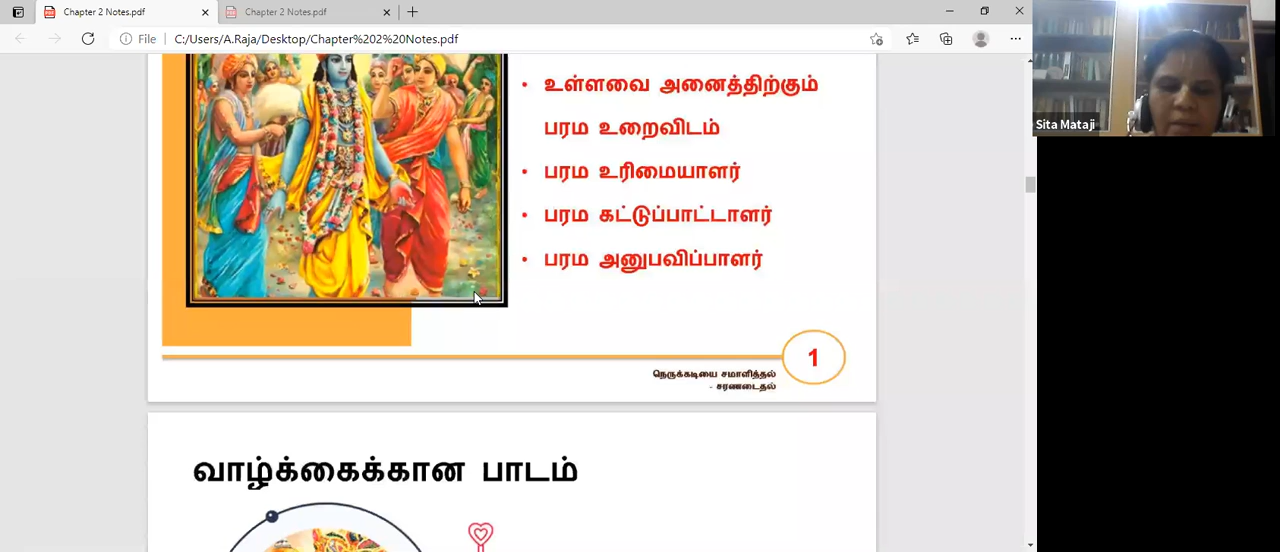 Chapter 2 Notes.pdf
Chapter 2 Notes.pdf
File
C:/Users/A.Raja/Desktop/Chapter%202%20Notes.pdf
Sita Mataji
• உள்ளவை அனைத்திற்கும்
பரம உறைவிடம்
• பரம உரிமையாளர்
• பரம கட்டுப்பாட்டாளர்
• பரம அனுபவிப்பாளர்
1
நெருக்கடியை சமாளித்தல்
- சரணடைதல்
வாழ்க்கைக்கான பாடம்